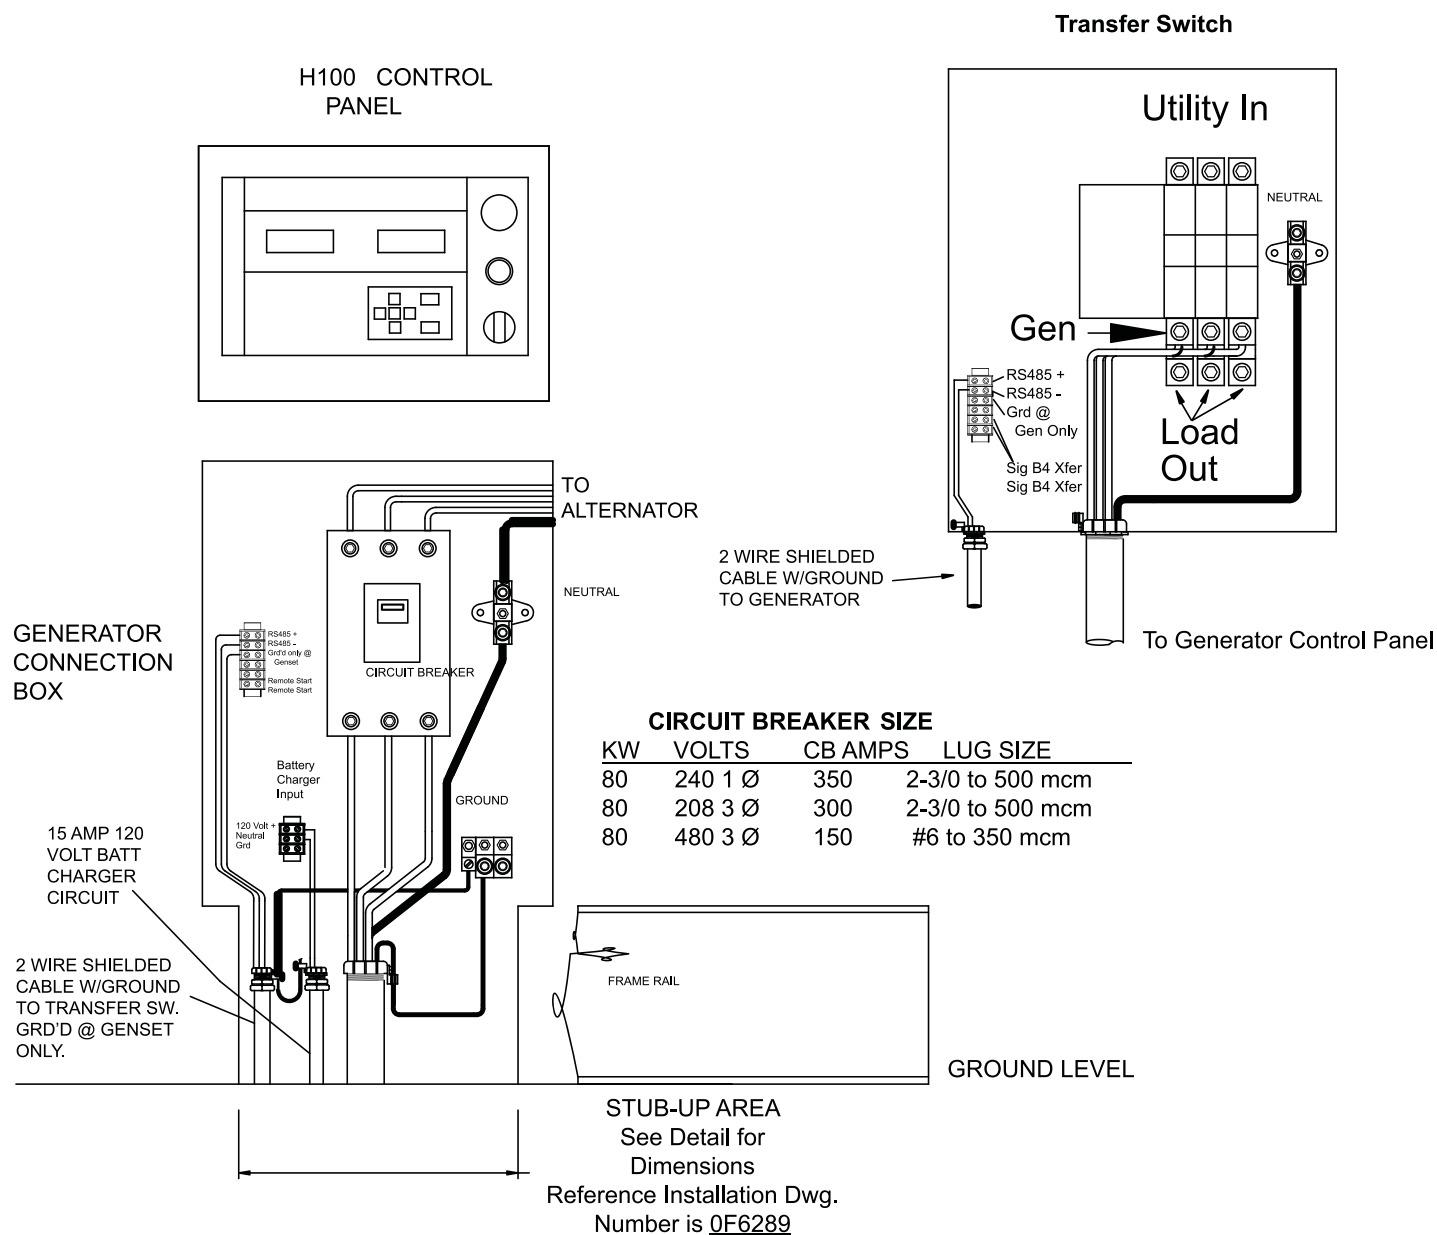 Transfer Switch
H100 CONTROL
PANEL
Utility In
NEUTRAL
Gen
RS485 +
RS485 -
Grd @
Gen Only
Sig B4 Xfer
Sig B4 Xfer
Load
Out
TO
ALTERNATOR
2 WIRE SHIELDED
CABLE W/GROUND
TO GENERATOR
To Generator Control Panel
NEUTRAL
GENERATOR
CONNECTION
BOX
RS485 +
RS485 -
Grd'd only @
Genset
Remote Start
Remote Start
CIRCUIT BREAKER
CIRCUIT BREAKER SIZE
KW VOLTS CB AMPS LUG SIZE
80 240 1 Ø 350 2-3/0 to 500 mcm
80 208 3 Ø 300 2-3/0 to 500 mcm
80 480 3 Ø 150 #6 to 350 mcm
Battery
Charger
Input
GROUND
120 Volt +
Neutral
Grd
15 AMP 120
VOLT BATT
CHARGER
CIRCUIT
2 WIRE SHIELDED
CABLE W/GROUND
TO TRANSFER SW.
GRD'D @ GENSET
ONLY.
FRAME RAIL
GROUND LEVEL
STUB-UP AREA
See Detail for
Dimensions
Reference Installation Dwg.
Number is 0F6289